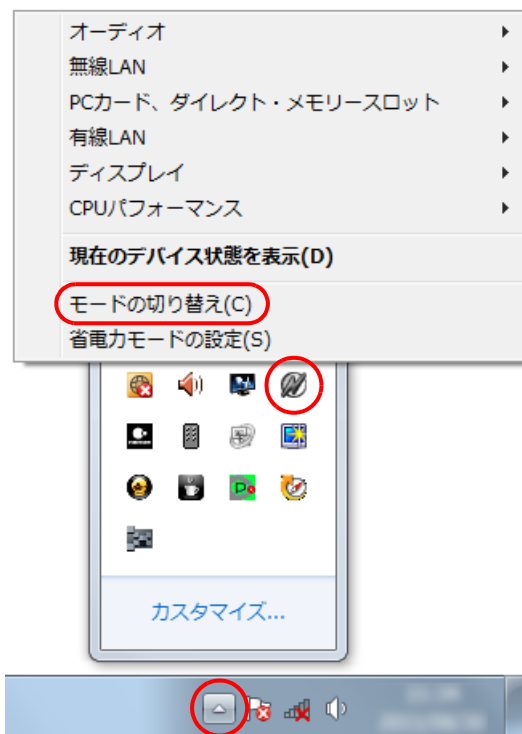 オーディオ
無線LAN
PCカード、ダイレクト・メモリースロット
有線LAN
ディスプレイ
CPUパフォーマンス
現在のデバイス状態を表示(D)
モードの切り替え(C)
省電力モードの設定(S)
カスタマイズ...